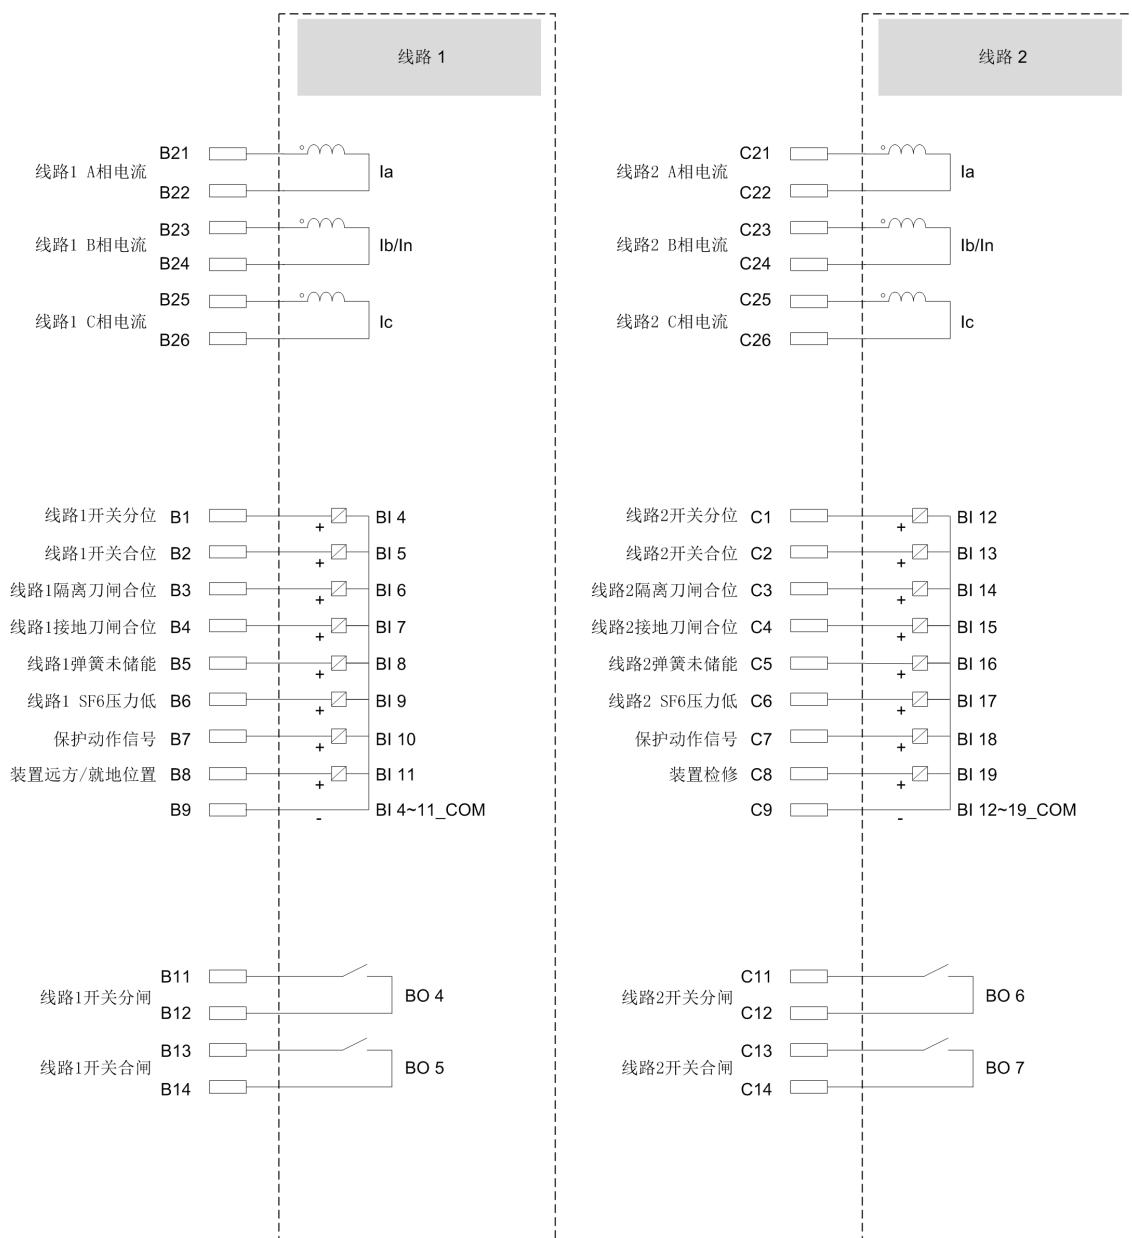 线路 1
B21
线路1 A相电流
Ia
B22
B23
线路1 B相电流
Ib/In
B24
B25
线路1 C相电流
Ic
B26
线路1开关分位 B1 + BI 4
线路1开关合位 B2 + BI 5
线路1隔离刀闸合位 B3 + BI 6
线路1接地刀闸合位 B4 + BI 7
线路1弹簧未储能 B5 + BI 8
线路1 SF6压力低 B6 + BI 9
保护动作信号 B7 + BI 10
装置远方/就地位置 B8 + BI 11
B9 - BI 4~11_COM
B11
线路1开关分闸
BO 4
B12
B13
线路1开关合闸
BO 5
B14
线路 2
C21
线路2 A相电流
Ia
C22
C23
线路2 B相电流
Ib/In
C24
C25
线路2 C相电流
Ic
C26
线路2开关分位 C1 + BI 12
线路2开关合位 C2 + BI 13
线路2隔离刀闸合位 C3 + BI 14
线路2接地刀闸合位 C4 + BI 15
线路2弹簧未储能 C5 + BI 16
线路2 SF6压力低 C6 + BI 17
保护动作信号 C7 + BI 18
装置检修 C8 + BI 19
C9 - BI 12~19_COM
C11
线路2开关分闸
BO 6
C12
C13
线路2开关合闸
BO 7
C14